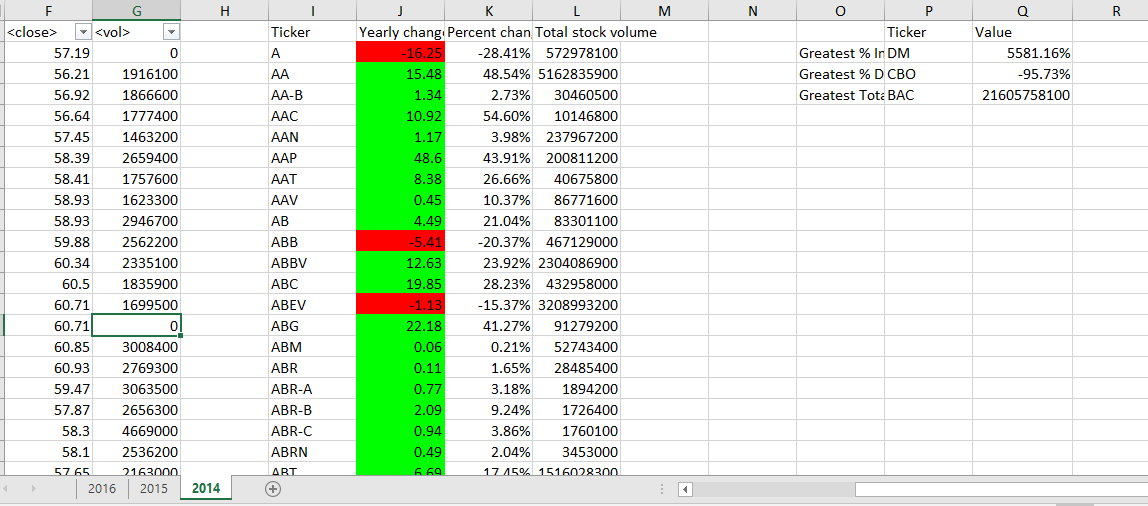 F G H I J K L M N O P Q R
<close> <vol> Ticker Yearly chang Percent chan Total stock volume Ticker Value
57.19 0 A -16.25 -28.41% 572978100 Greatest % In DM 5581.16%
56.21 1916100 AA 15.48 48.54% 5162835900 Greatest % D CBO -95.73%
56.92 1866600 AA-B 1.34 2.73% 30460500 Greatest Tota BAC 21605758100
56.64 1777400 AAC 10.92 54.60% 10146800
57.45 1463200 AAN 1.17 3.98% 237967200
58.39 2659400 AAP 48.6 43.91% 200811200
58.41 1757600 AAT 8.38 26.66% 40675800
58.93 1623300 AAV 0.45 10.37% 86771600
58.93 2946700 AB 4.49 21.04% 83301100
59.88 2562200 ABB -5.41 -20.37% 467129000
60.34 2335100 ABBV 12.63 23.92% 2304086900
60.5 1835900 ABC 19.85 28.23% 432958000
60.71 1699500 ABEV -1.13 -15.37% 3208993200
60.71 0 ABG 22.18 41.27% 91279200
60.85 3008400 ABM 0.06 0.21% 52743400
60.93 2769300 ABR 0.11 1.65% 28485400
59.47 3063500 ABR-A 0.77 3.18% 1894200
57.87 2656300 ABR-B 2.09 9.24% 1726400
58.3 4669000 ABR-C 0.94 3.86% 1760100
58.1 2536200 ABRN 0.49 2.04% 3453000
57.65 2163000 ABT 6.69 17.45% 1516028300
2016 2015 2014